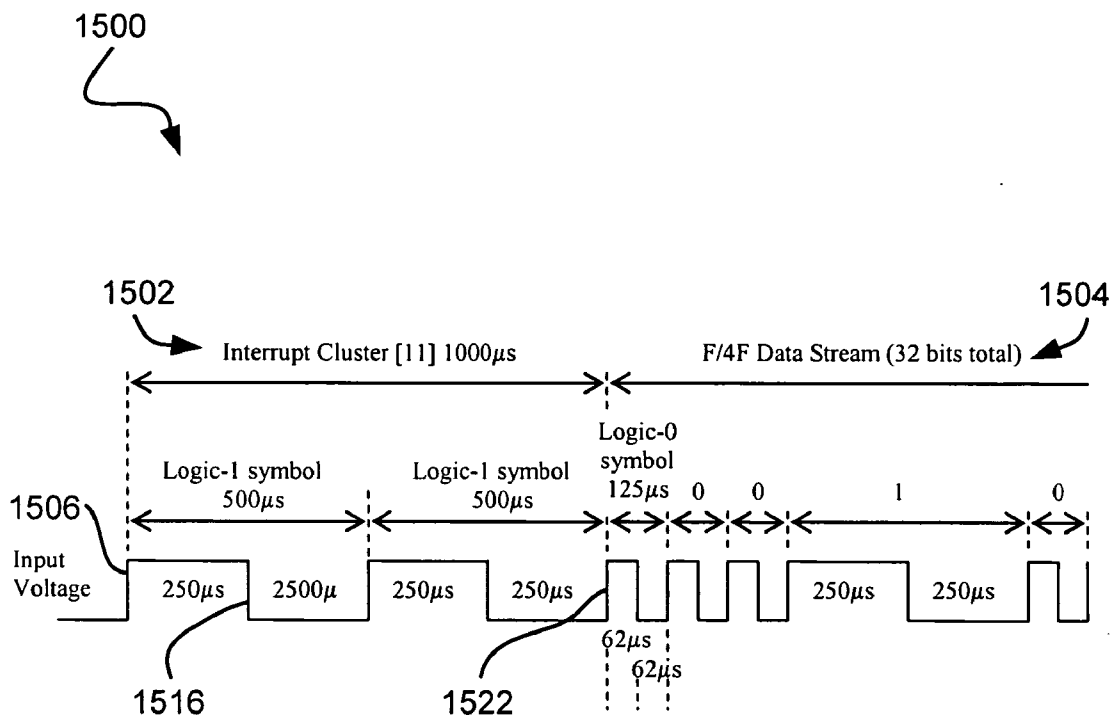 1500
1502
1504
Interrupt Cluster [11] 1000µs
F/4F Data Stream (32 bits total)
Logic-1 symbol
500µs
Logic-1 symbol
500µs
Logic-0
symbol
125µs
0
0
1
0
1506
Input
Voltage
250µs
2500µ
250µs
250µs
250µs
250µs
62µs
62µs
1516
1522